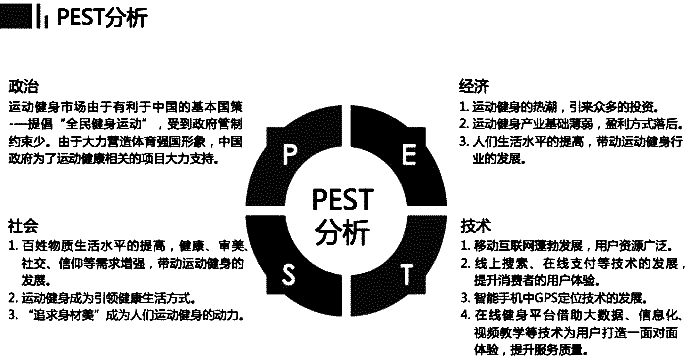 PEST分析
政治
运动健身市场由于有利于中国的基本国策
-—提倡“全民健身运动”，受到政府管制
约束少。由于大力营造体育强国形象，中国
政府为了运动健康相关的项目大力支持。
经济
1. 运动健身的热潮，引来众多的投资。
2. 运动健身产业基础薄弱，盈利方式落后。
3. 人们生活水平的提高，带动运动健身行
业的发展。
P
E
PEST
分析
S
T
社会
1. 百姓物质生活水平的提高，健康、审美、
社交、信仰等需求增强，带动运动健身的
发展。
2. 运动健身成为引领健康生活方式。
3. “追求身材美”成为人们运动健身的动力。
技术
1. 移动互联网蓬勃发展，用户资源广泛。
2. 线上搜索、在线支付等技术的发展，
提升消费者的用户体验。
3. 智能手机中GPS定位技术的发展。
4. 在线健身平台借助大数据、信息化、
视频教学等技术为用户打造一面对面
体验，提升服务质量。